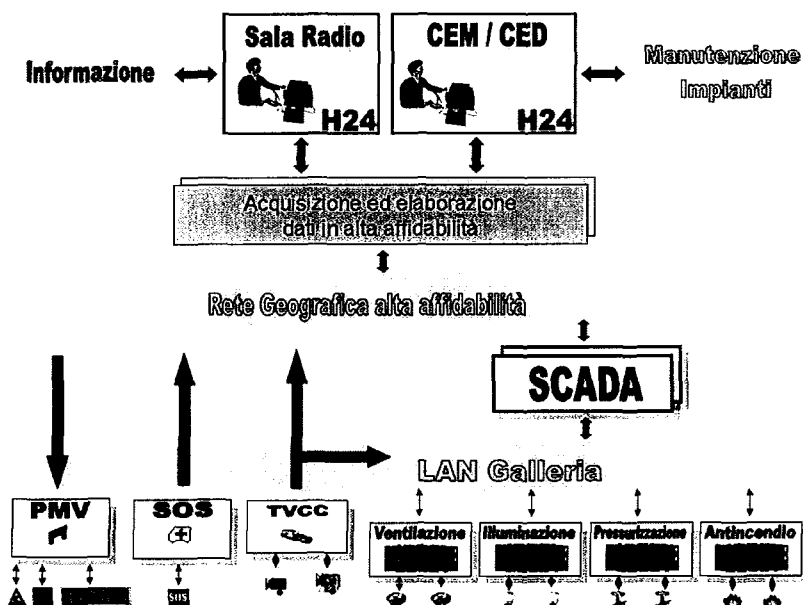 Sala Radio
H24
CEM / CED
H24
Informazione
Manutenzione
Impianti
Acquisizione ed elaborazione
dati in alta affidabilità
Rete Geografica alta affidabilità
SCADA
LAN Galleria
PMV
SOS
TVCC
Ventilazione
Illuminazione
Pressurizzazione
Antincendio
SOS